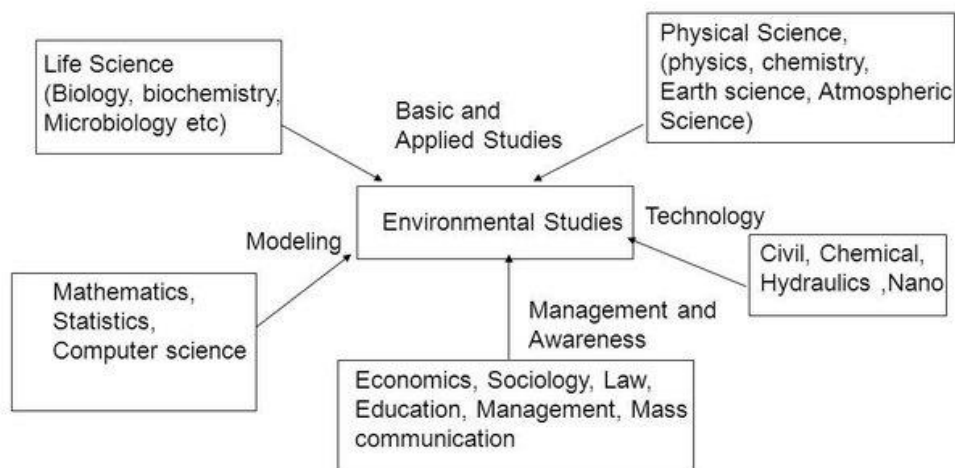 Life Science
(Biology, biochemistry,
Microbiology etc)
Basic and
Applied Studies
Physical Science,
(physics, chemistry,
Earth science, Atmospheric
Science)
Environmental Studies
Technology
Modeling
Civil, Chemical,
Hydraulics ,Nano
Mathematics,
Statistics,
Computer science
Management and
Awareness
Economics, Sociology, Law,
Education, Management, Mass
communication